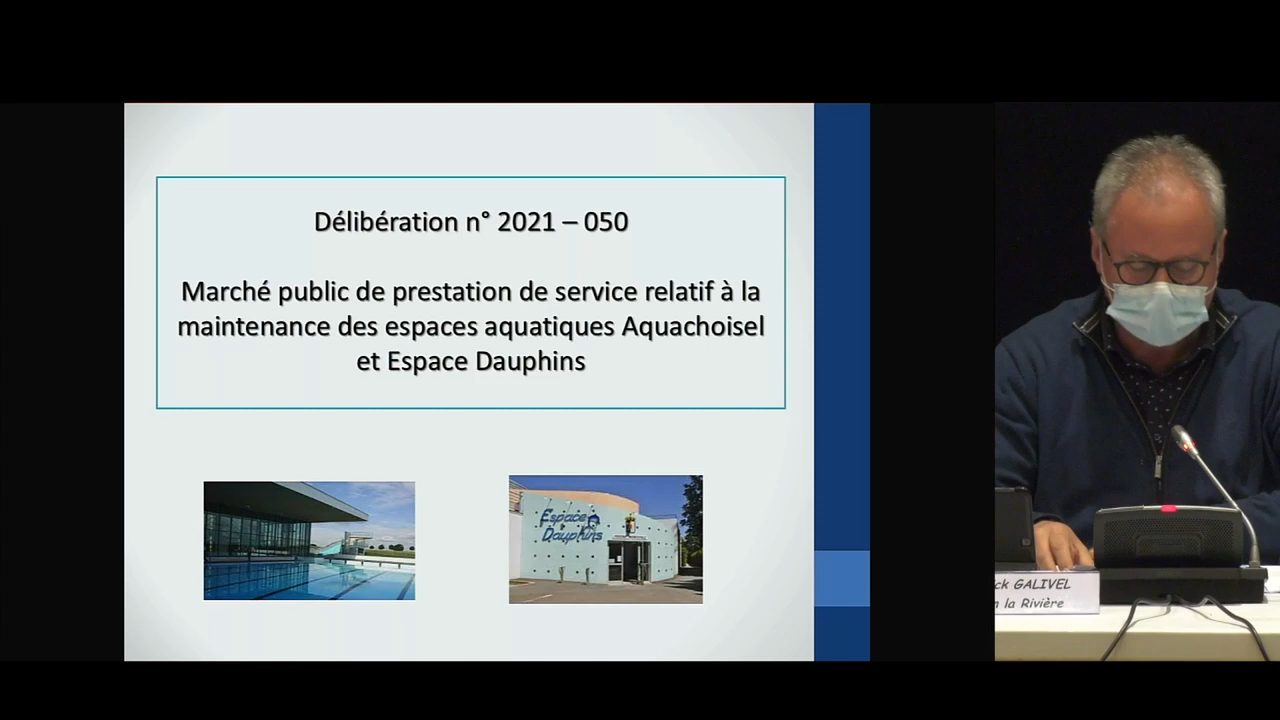 Délibération n° 2021 – 050
Marché public de prestation de service relatif à la
maintenance des espaces aquatiques Aquachoisel
et Espace Dauphins
Espace
Dauphins
ck GALIVEL
la Rivière